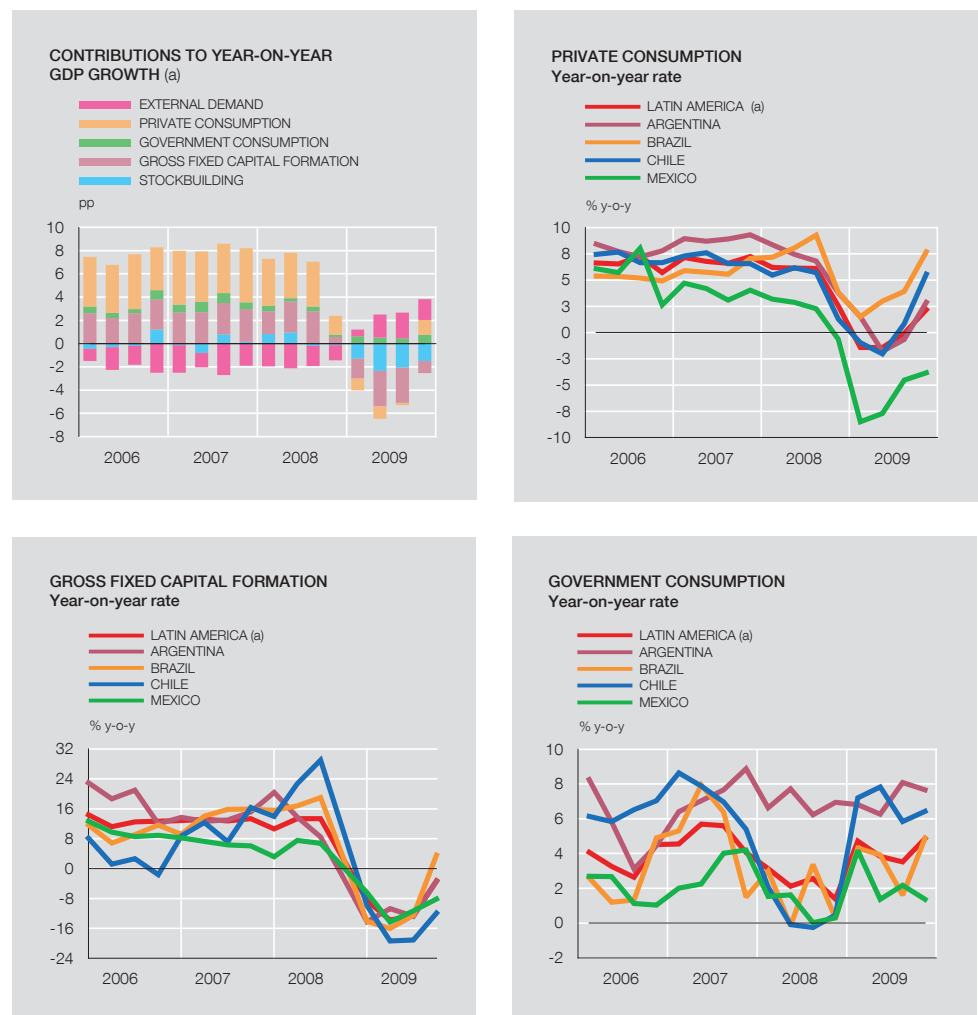 CONTRIBUTIONS TO YEAR-ON-YEAR
GDP GROWTH (a)
EXTERNAL DEMAND
PRIVATE CONSUMPTION
GOVERNMENT CONSUMPTION
GROSS FIXED CAPITAL FORMATION
STOCKBUILDING
pp
10
8
6
4
2
0
-2
-4
-6
-8
2006 2007 2008 2009
PRIVATE CONSUMPTION
Year-on-year rate
LATIN AMERICA (a)
ARGENTINA
BRAZIL
CHILE
MEXICO
% y-o-y
10
8
5
3
0
-3
-5
-8
-10
2006 2007 2008 2009
GROSS FIXED CAPITAL FORMATION
Year-on-year rate
LATIN AMERICA (a)
ARGENTINA
BRAZIL
CHILE
MEXICO
% y-o-y
32
24
16
8
0
-8
-16
-24
2006 2007 2008 2009
GOVERNMENT CONSUMPTION
Year-on-year rate
LATIN AMERICA (a)
ARGENTINA
BRAZIL
CHILE
MEXICO
% y-o-y
10
8
6
4
2
0
-2
2006 2007 2008 2009